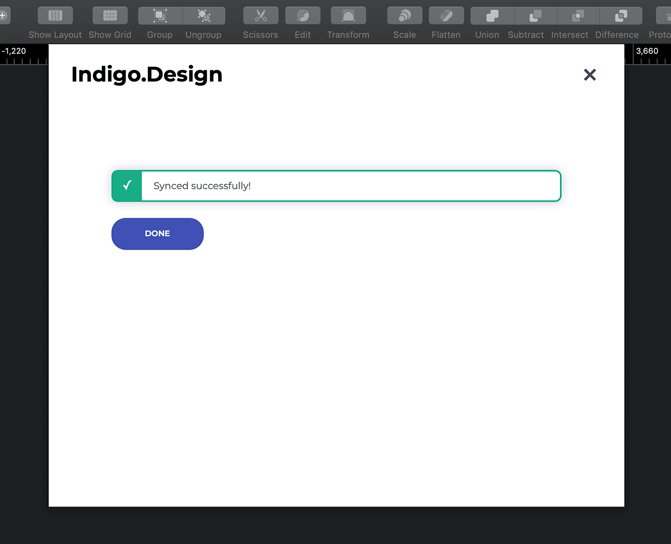 Show Layout Show Grid Group Ungroup Scissors Edit Transform Scale Flatten Union Subtract Intersect Difference
-1,220 3,660
Indigo.Design
Synced successfully!
DONE